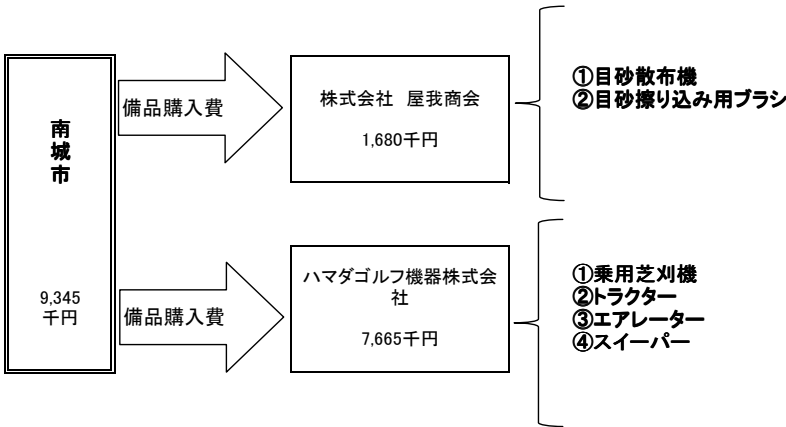 南
城
市
9,345
千円
備品購入費
株式会社　屋我商会
1,680千円
①目砂散布機
②目砂擦り込み用ブラシ
備品購入費
ハマダゴルフ機器株式会
社
7,665千円
①乗用芝刈機
②トラクター
③エアレーター
④スイーパー